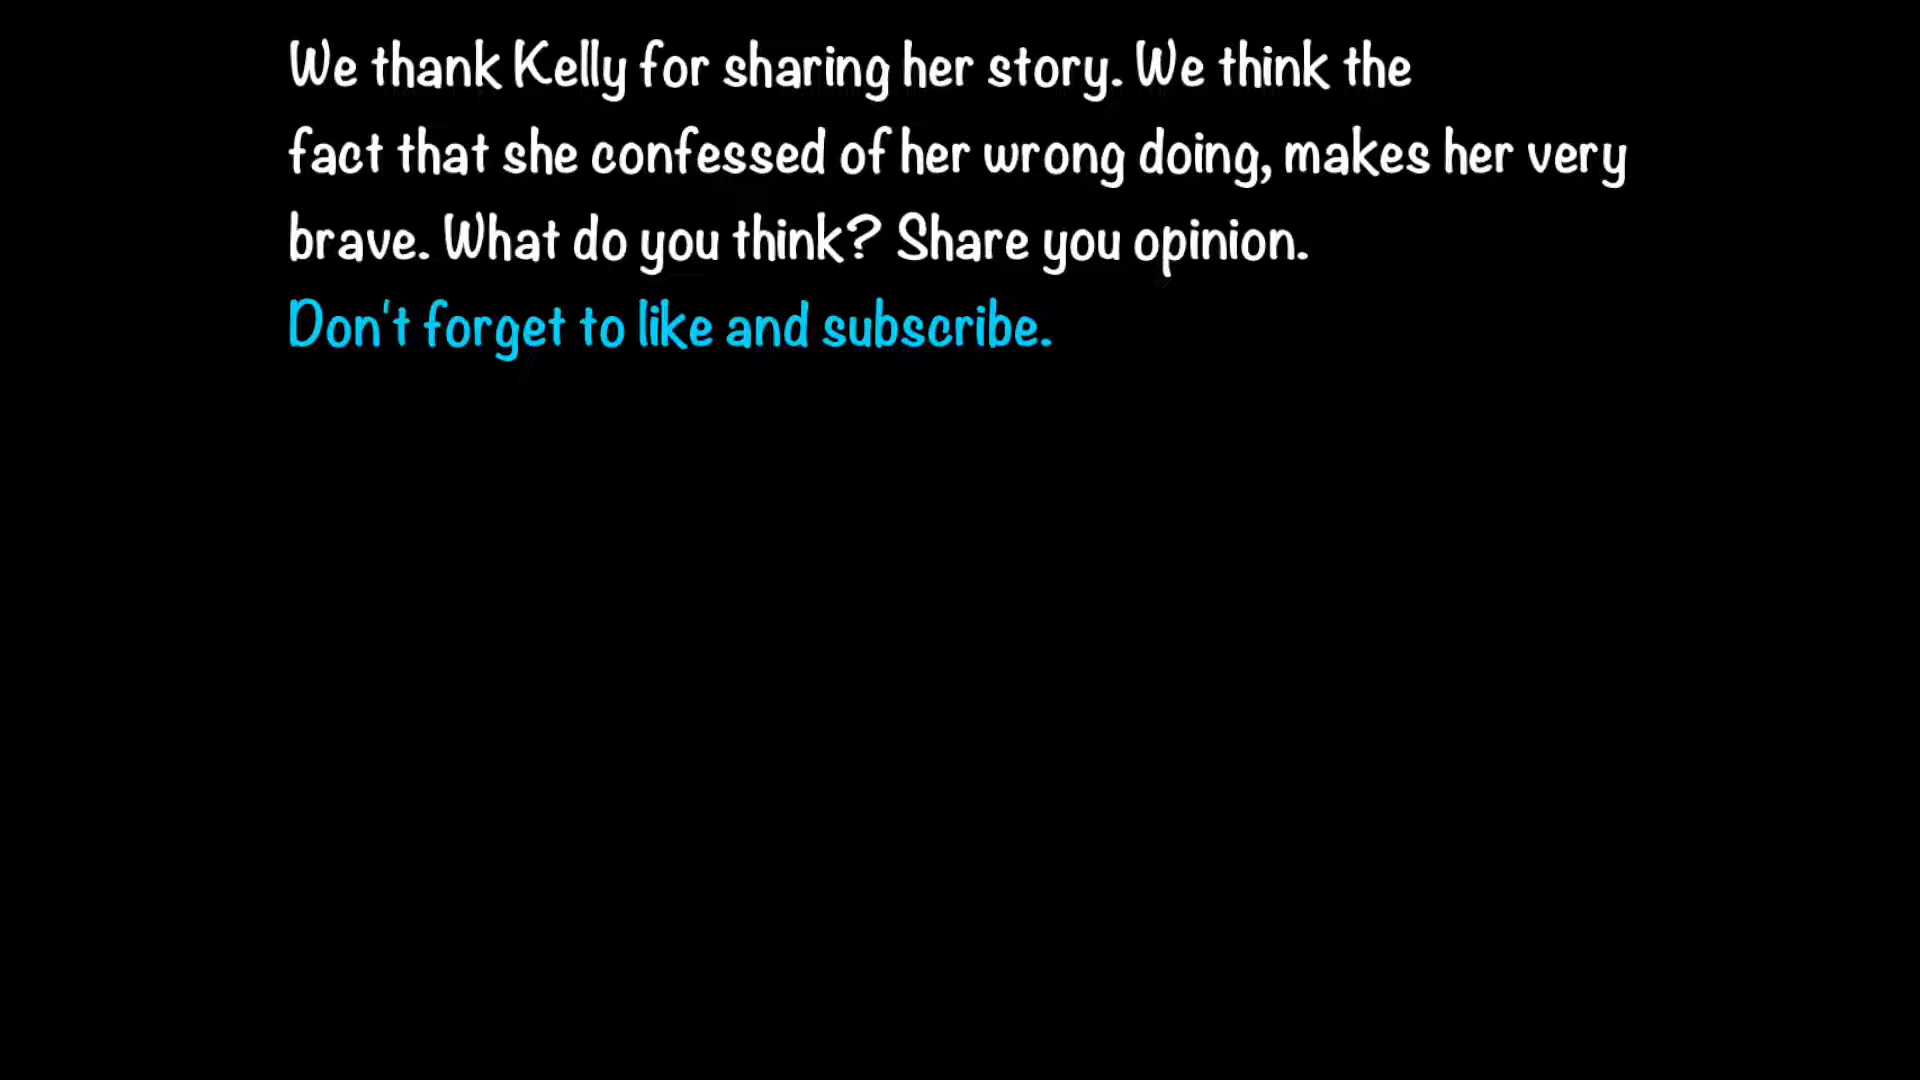 We thank Kelly for sharing her story. We think the
fact that she confessed of her wrong doing, makes her very
brave. What do you think? Share you opinion.
Don't forget to like and subscribe.